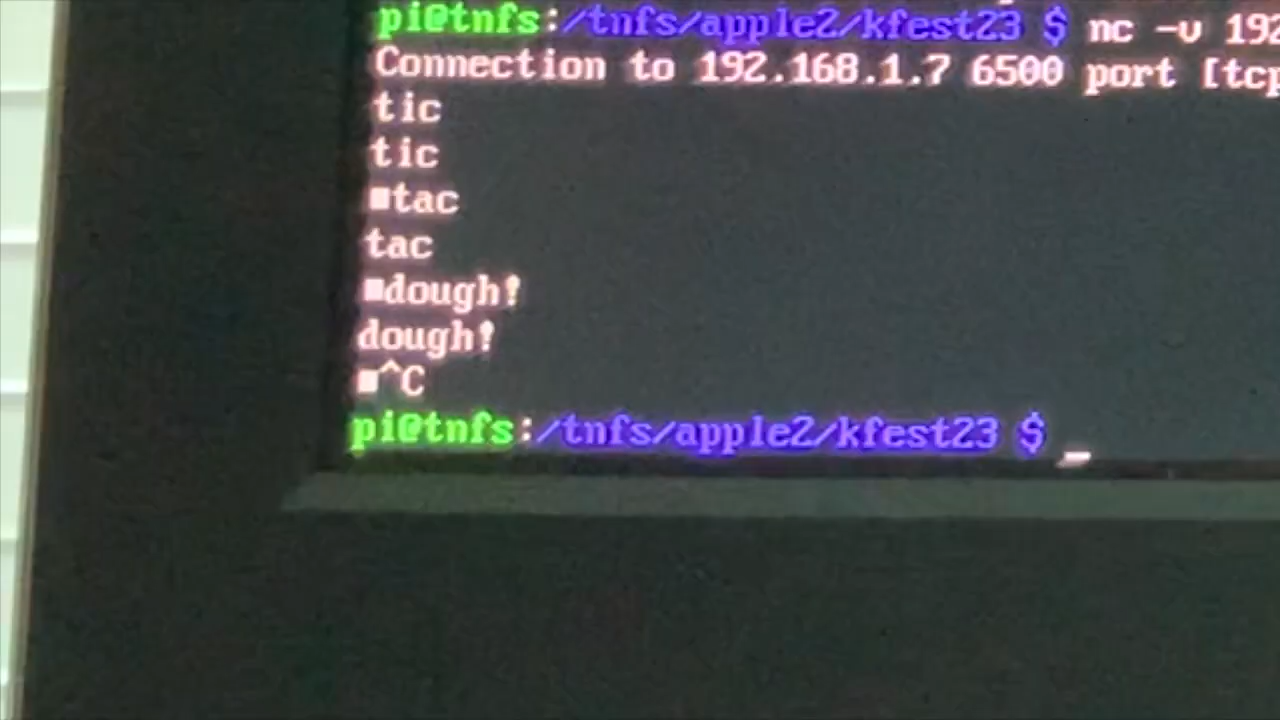 pi@tnfs:/tnfs/apple2/kfest23 $ nc -v 192
Connection to 192.168.1.7 6500 port [tcp
tic
tic
■tac
tac
■dough!
dough!
■^C
pi@tnfs:/tnfs/apple2/kfest23 $ _